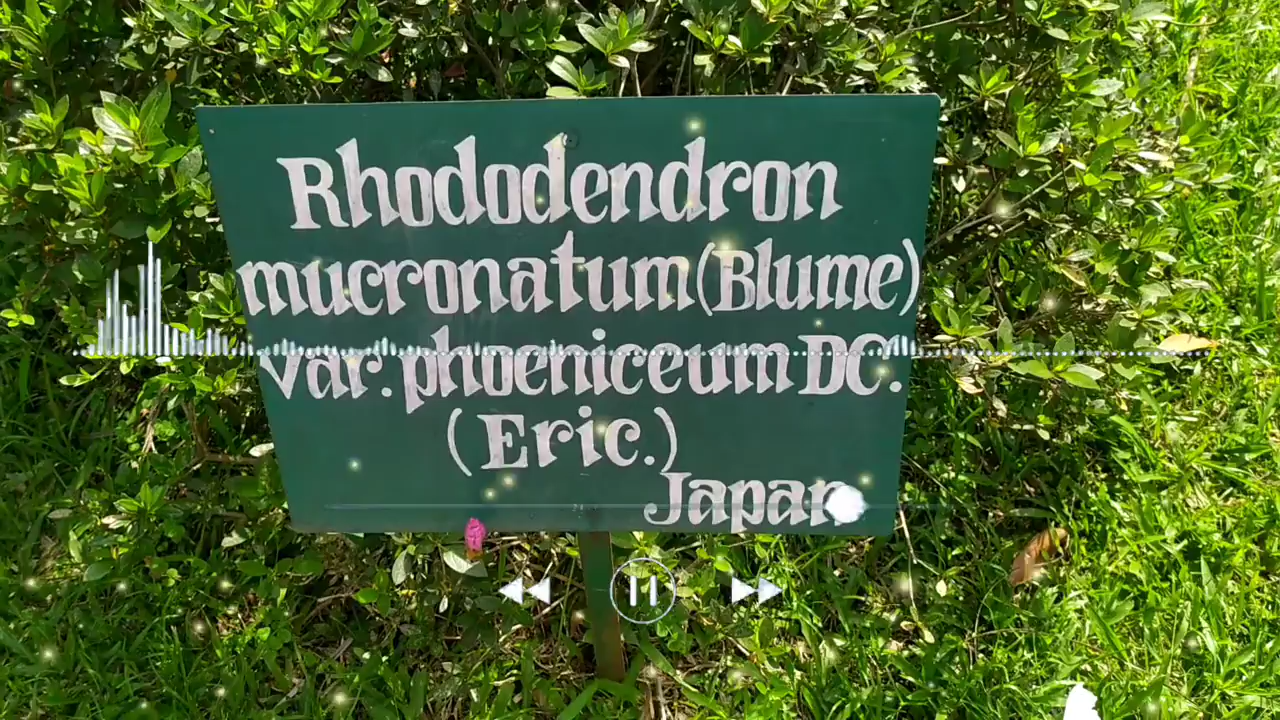 Rhododendron
mucronatum (Blume)
var. phoeniceum DC.
(Eric.)
Japan